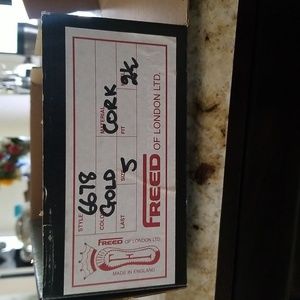 STYLE 6678 MATERIAL CORK
COLOUR GOLD FIT
LAST SIZE 5
FREED OF LONDON LTD.
FREED OF LONDON LTD.
MADE IN ENGLAND